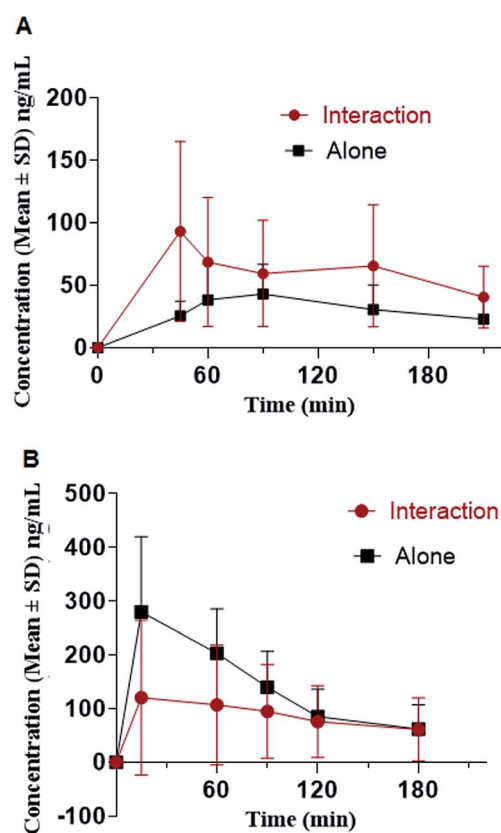 A
Concentration (Mean ± SD) ng/mL
200
150
100
50
0
Interaction
Alone
0
60
120
180
Time (min)
B
Concentration (Mean ± SD) ng/mL
500
400
300
200
100
0
-100
Interaction
Alone
60
120
180
Time (min)